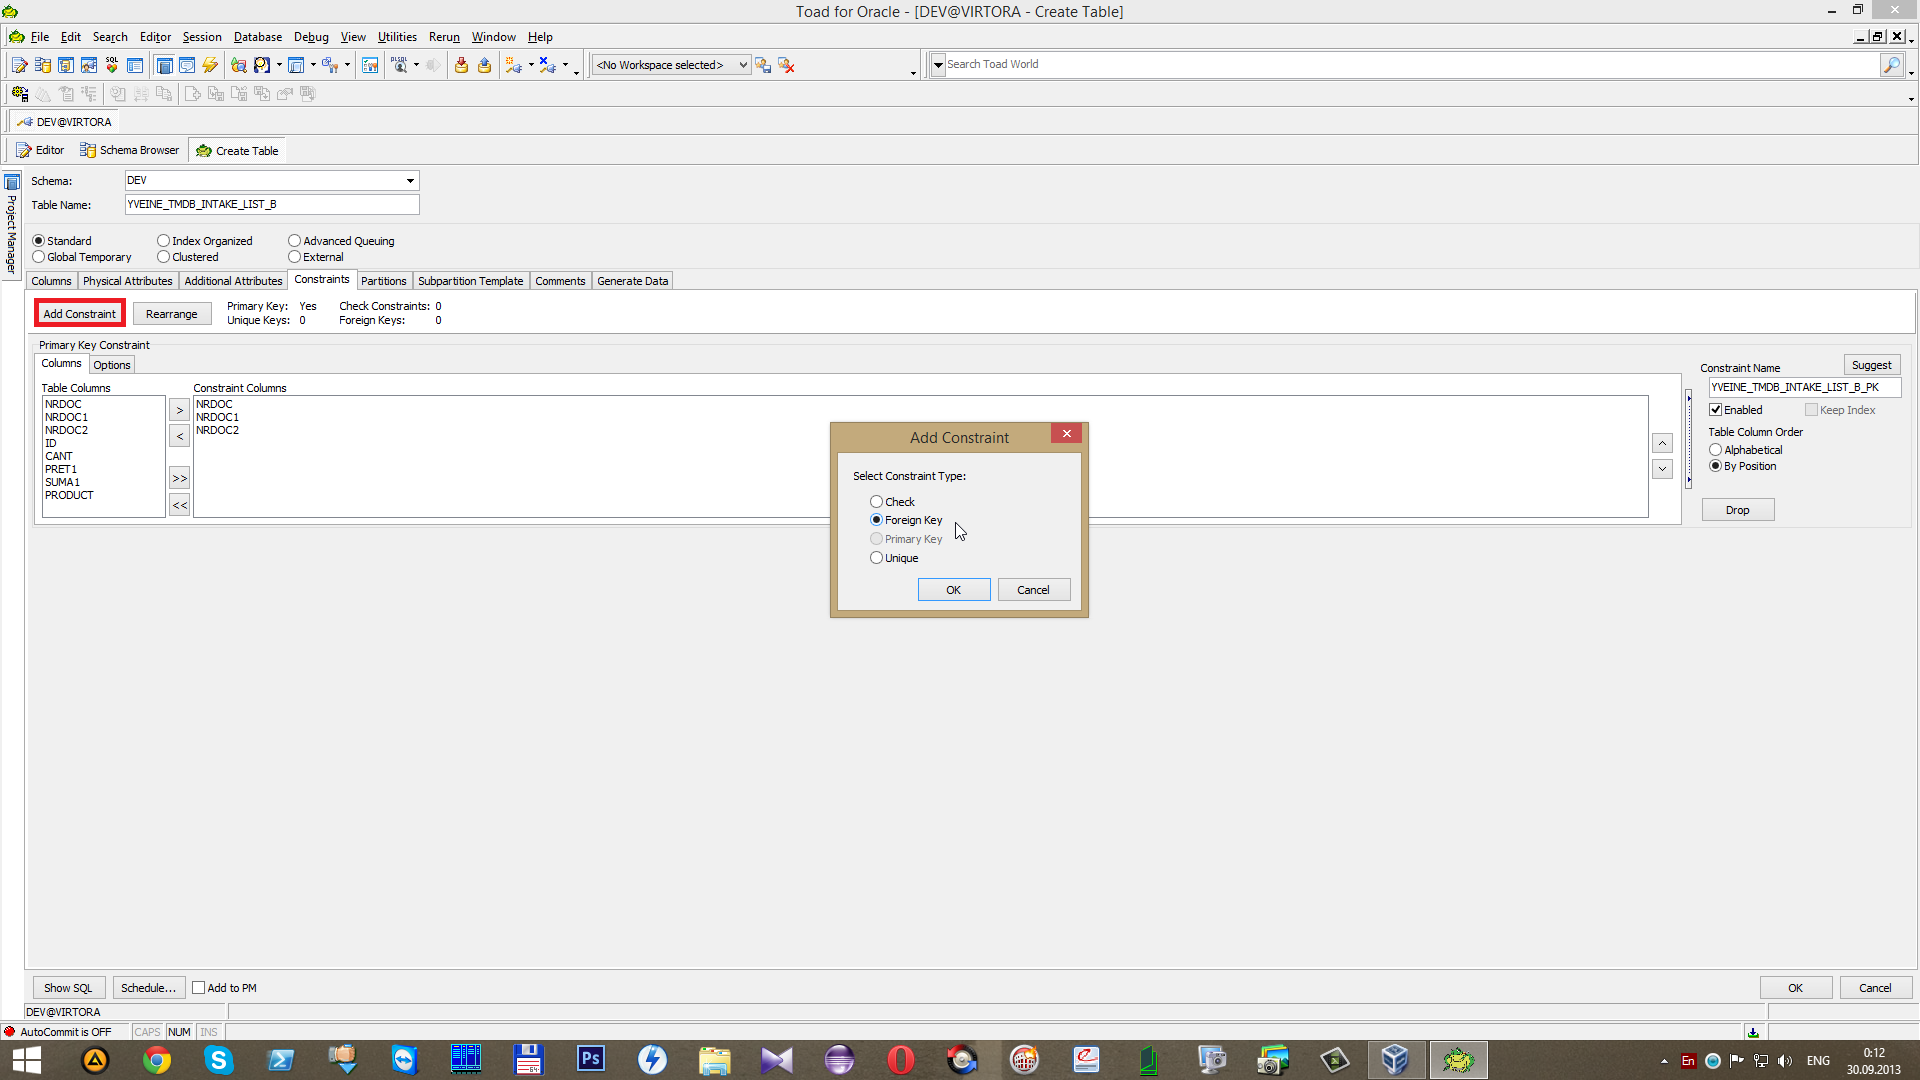 Toad for Oracle - [DEV@VIRTORA - Create Table]
File Edit Search Editor Session Database Debug View Utilities Rerun Window Help
SQL PLSQL <No Workspace selected> Search Toad World
DEV@VIRTORA
Editor Schema Browser Create Table
Project Manager
Schema: DEV
Table Name: YVEINE_TMDB_INTAKE_LIST_B
Standard Index Organized Advanced Queuing
Global Temporary Clustered External
Columns Physical Attributes Additional Attributes Constraints Partitions Subpartition Template Comments Generate Data
Add Constraint Rearrange
Primary Key: Yes Check Constraints: 0
Unique Keys: 0 Foreign Keys: 0
Primary Key Constraint
Columns Options
Table Columns
NRDOC
NRDOC1
NRDOC2
ID
CANT
PRET1
SUMA1
PRODUCT
>
<
>>
<<
Constraint Columns
NRDOC
NRDOC1
NRDOC2
Constraint Name Suggest
YVEINE_TMDB_INTAKE_LIST_B_PK
Enabled Keep Index
Table Column Order
Alphabetical
By Position
Drop
Add Constraint
Select Constraint Type:
Check
Foreign Key
Primary Key
Unique
OK Cancel
Show SQL Schedule... Add to PM OK Cancel
DEV@VIRTORA
AutoCommit is OFF CAPS NUM INS
64 Ps En ENG
0:12
30.09.2013